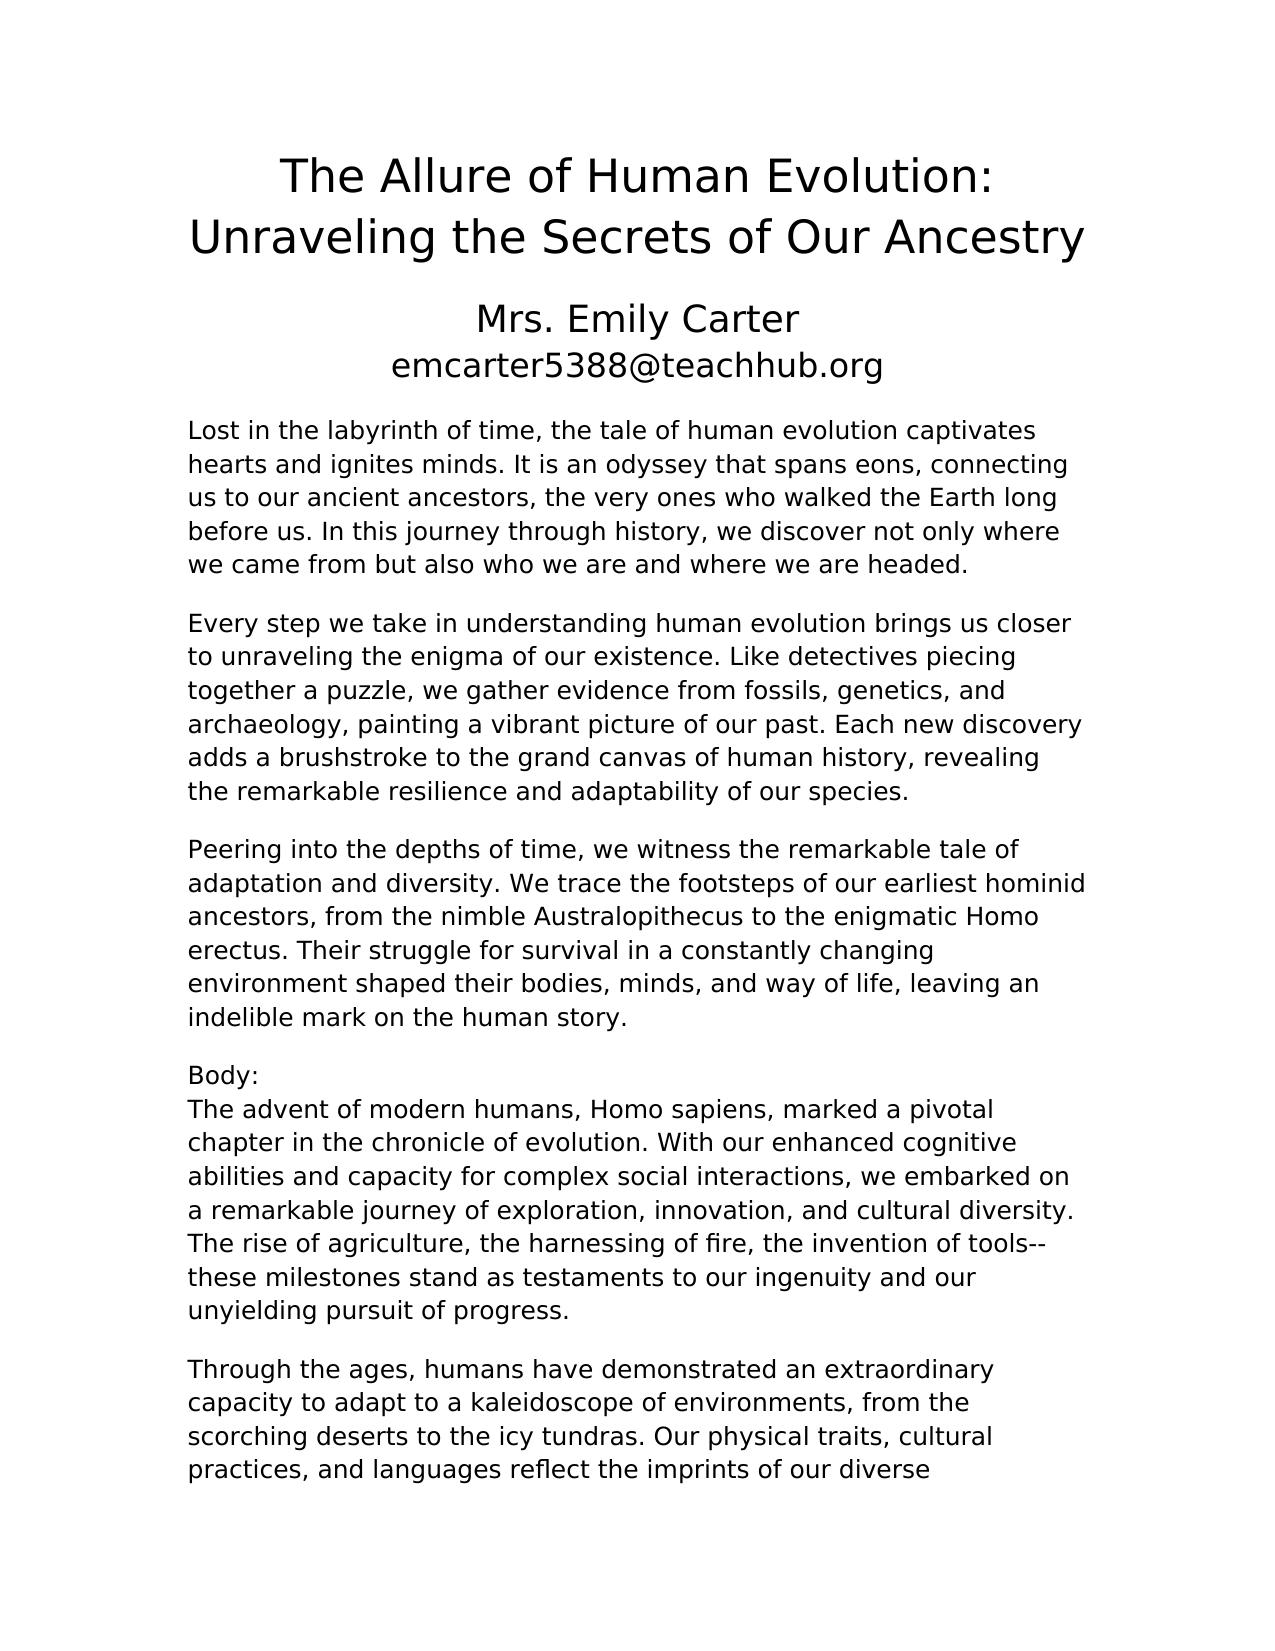 The Allure of Human Evolution:
Unraveling the Secrets of Our Ancestry
Mrs. Emily Carter
emcarter5388@teachhub.org
Lost in the labyrinth of time, the tale of human evolution captivates
hearts and ignites minds. It is an odyssey that spans eons, connecting
us to our ancient ancestors, the very ones who walked the Earth long
before us. In this journey through history, we discover not only where
we came from but also who we are and where we are headed.
Every step we take in understanding human evolution brings us closer
to unraveling the enigma of our existence. Like detectives piecing
together a puzzle, we gather evidence from fossils, genetics, and
archaeology, painting a vibrant picture of our past. Each new discovery
adds a brushstroke to the grand canvas of human history, revealing
the remarkable resilience and adaptability of our species.
Peering into the depths of time, we witness the remarkable tale of
adaptation and diversity. We trace the footsteps of our earliest hominid
ancestors, from the nimble Australopithecus to the enigmatic Homo
erectus. Their struggle for survival in a constantly changing
environment shaped their bodies, minds, and way of life, leaving an
indelible mark on the human story.
Body:
The advent of modern humans, Homo sapiens, marked a pivotal
chapter in the chronicle of evolution. With our enhanced cognitive
abilities and capacity for complex social interactions, we embarked on
a remarkable journey of exploration, innovation, and cultural diversity.
The rise of agriculture, the harnessing of fire, the invention of tools--
these milestones stand as testaments to our ingenuity and our
unyielding pursuit of progress.
Through the ages, humans have demonstrated an extraordinary
capacity to adapt to a kaleidoscope of environments, from the
scorching deserts to the icy tundras. Our physical traits, cultural
practices, and languages reflect the imprints of our diverse